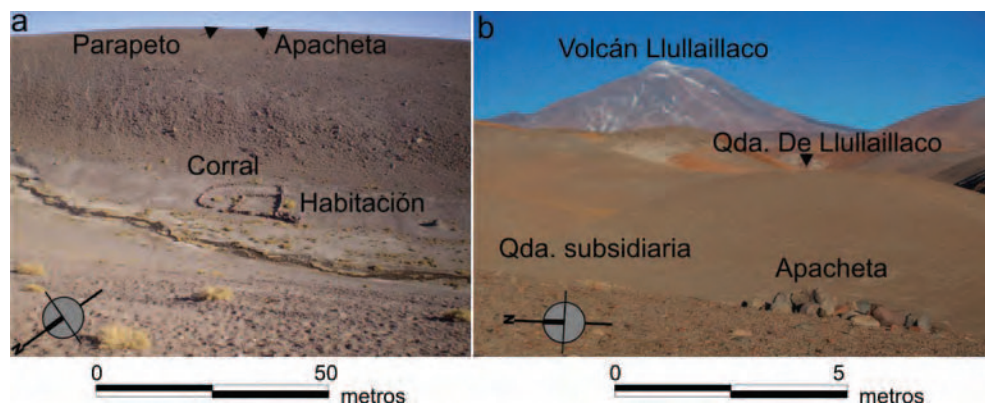 a
Parapeto Apacheta
Corral
Habitación
N
0 50
metros
b
Volcán Llullaillaco
Qda. De Llullaillaco
Qda. subsidiaria
Apacheta
N
0 5
metros